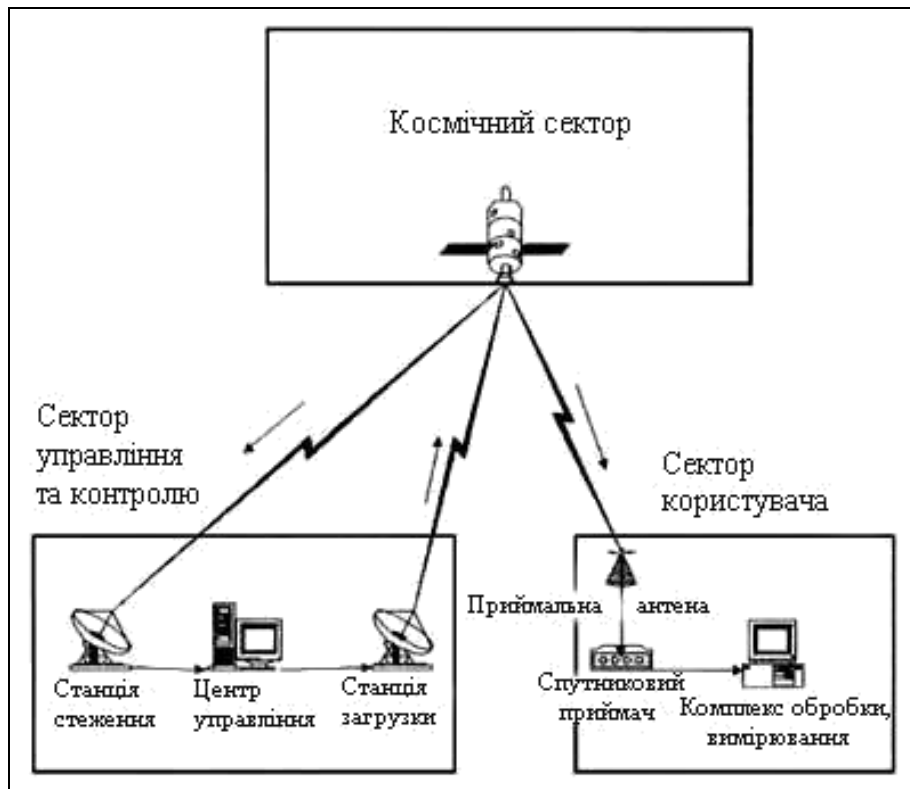 Космічний сектор
Сектор
управління
та контролю
Сектор
користувача
Приймальна антена
Станція
стеження
Центр
управління
Станція
загрузки
Спутниковий
приймач
Комплекс обробки,
вимірювання